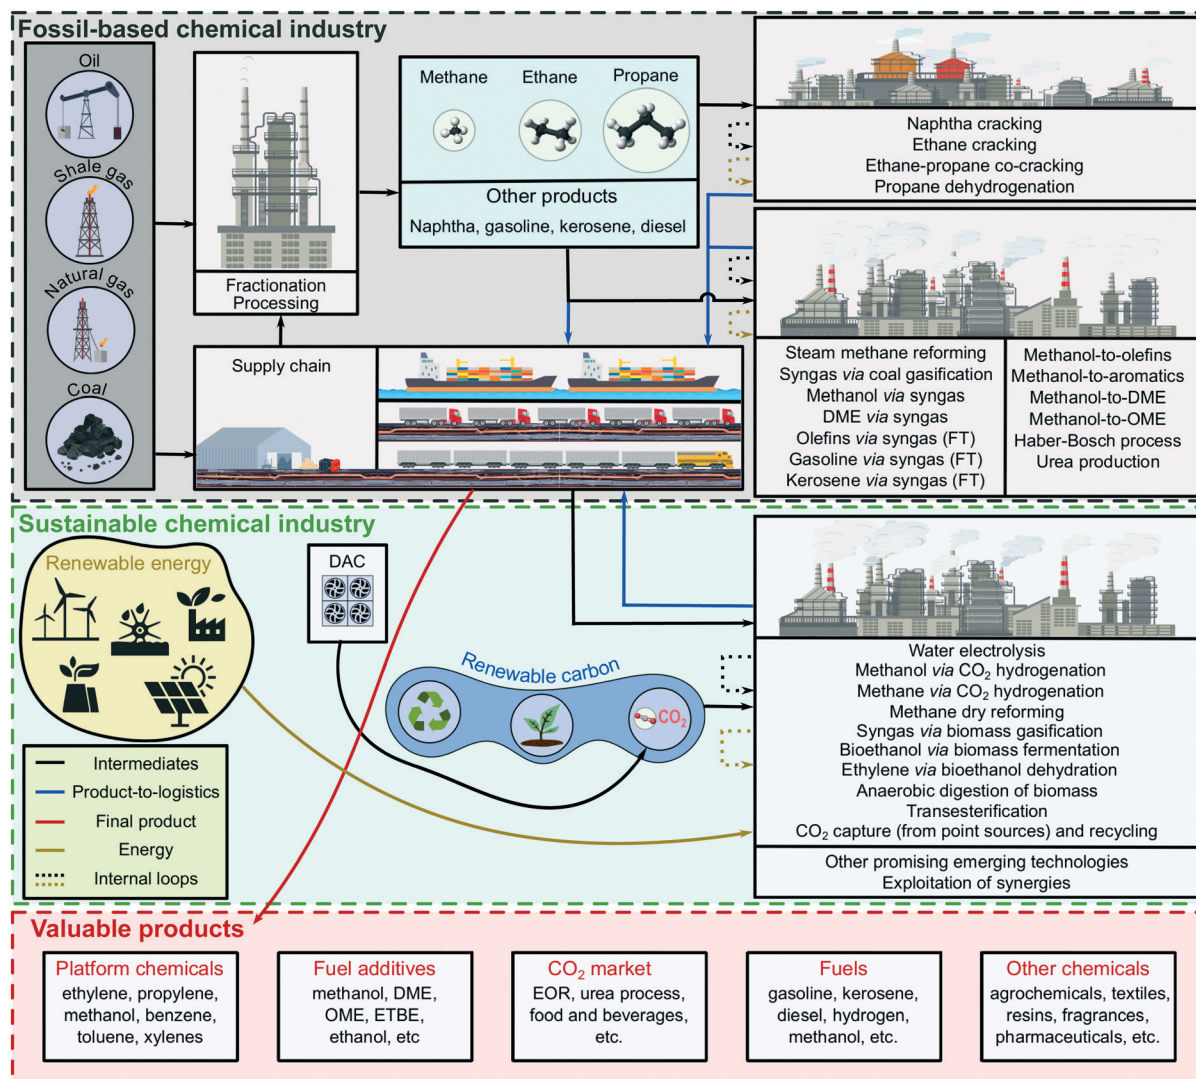 Fossil-based chemical industry
Oil
Shale gas
Natural gas
Coal
Fractionation
Processing
Methane
Ethane
Propane
Other products
Naphtha, gasoline, kerosene, diesel
Naphtha cracking
Ethane cracking
Ethane-propane co-cracking
Propane dehydrogenation
Supply chain
Steam methane reforming
Syngas via coal gasification
Methanol via syngas
DME via syngas
Olefins via syngas (FT)
Gasoline via syngas (FT)
Kerosene via syngas (FT)
Methanol-to-olefins
Methanol-to-aromatics
Methanol-to-DME
Methanol-to-OME
Haber-Bosch process
Urea production
Sustainable chemical industry
Renewable energy
DAC
Renewable carbon
CO₂
Water electrolysis
Methanol via CO₂ hydrogenation
Methane via CO₂ hydrogenation
Methane dry reforming
Syngas via biomass gasification
Bioethanol via biomass fermentation
Ethylene via bioethanol dehydration
Anaerobic digestion of biomass
Transesterification
CO₂ capture (from point sources) and recycling
Other promising emerging technologies
Exploitation of synergies
Intermediates
Product-to-logistics
Final product
Energy
Internal loops
Valuable products
Platform chemicals
ethylene, propylene,
methanol, benzene,
toluene, xylenes
Fuel additives
methanol, DME,
OME, ETBE,
ethanol, etc
CO₂ market
EOR, urea process,
food and beverages,
etc.
Fuels
gasoline, kerosene,
diesel, hydrogen,
methanol, etc.
Other chemicals
agrochemicals, textiles,
resins, fragrances,
pharmaceuticals, etc.